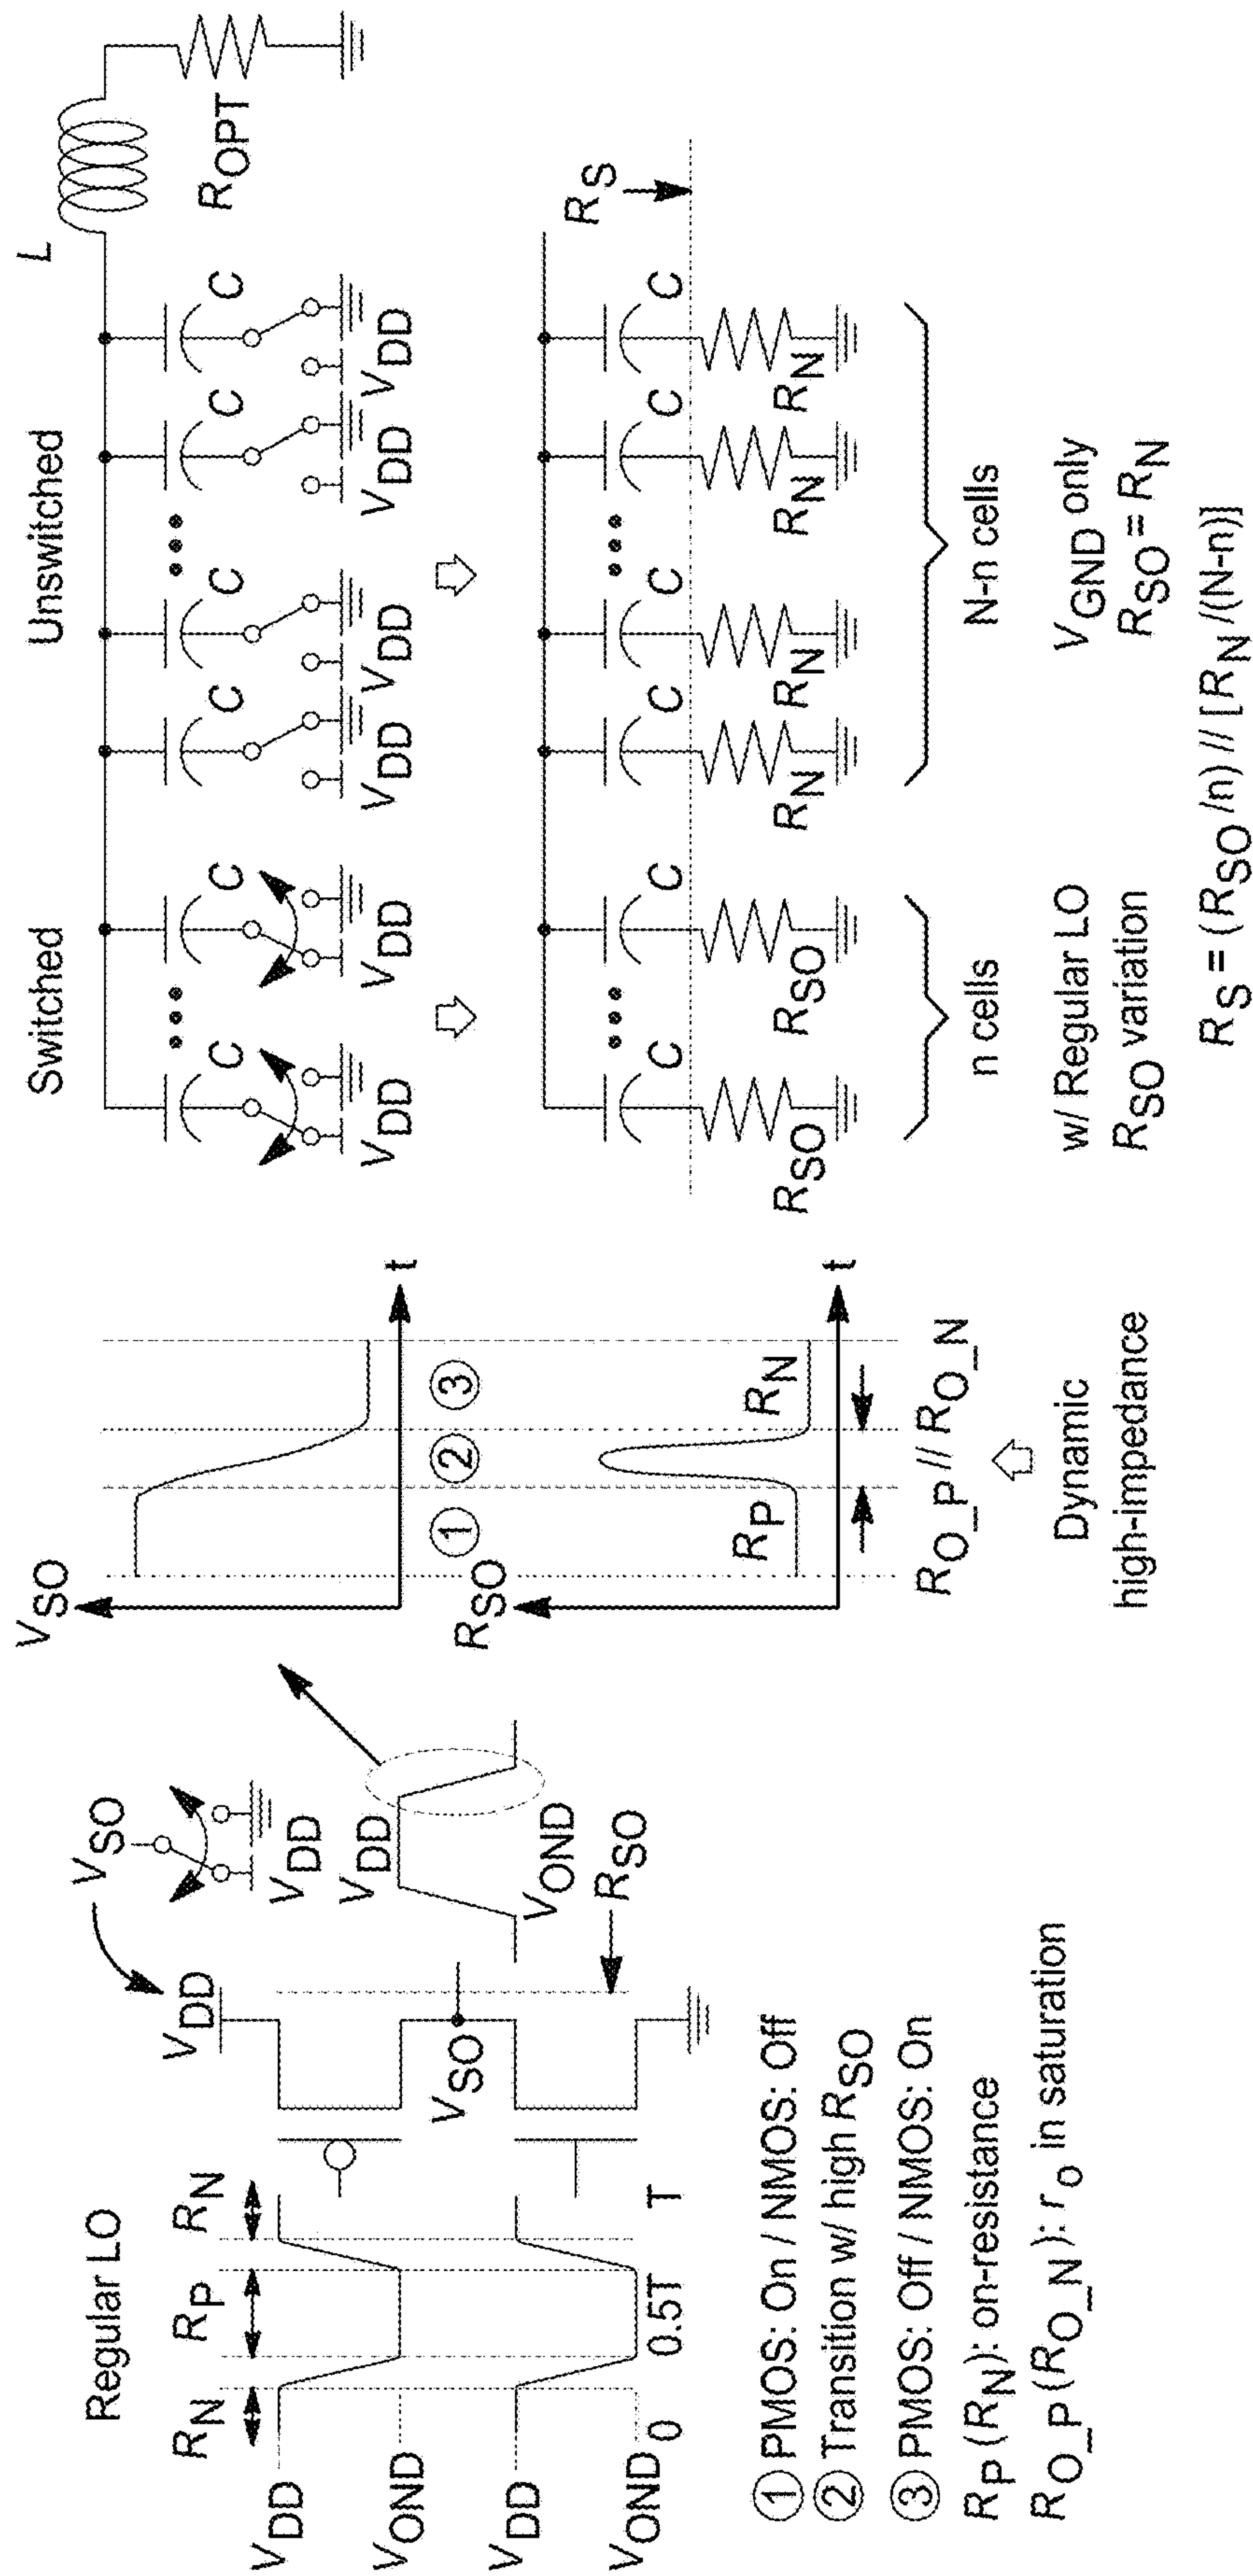 Regular LO
R_N R_P R_N
V_DD
V_OND
V_DD
V_OND
0 0.5T T
V_DD
V_SO
V_SO
V_DD
V_DD
V_OND
R_SO
① PMOS: On / NMOS: Off
② Transition w/ high R_SO
③ PMOS: Off / NMOS: On
R_P (R_N): on-resistance
R_O_P (R_O_N): r_o in saturation
V_SO
t
① ② ③
R_SO
R_P R_N
t
R_O_P // R_O_N
Dynamic
high-impedance
Switched Unswitched
L
C C C C C C
V_DD V_DD V_DD V_DD V_DD V_DD
R_OPT
R_S
C C C C C C
R_SO R_SO R_N R_N R_N R_N
n cells N-n cells
w/ Regular LO
R_SO variation
V_GND only
R_SO = R_N
R_S = (R_SO /n) // [R_N /(N-n)]